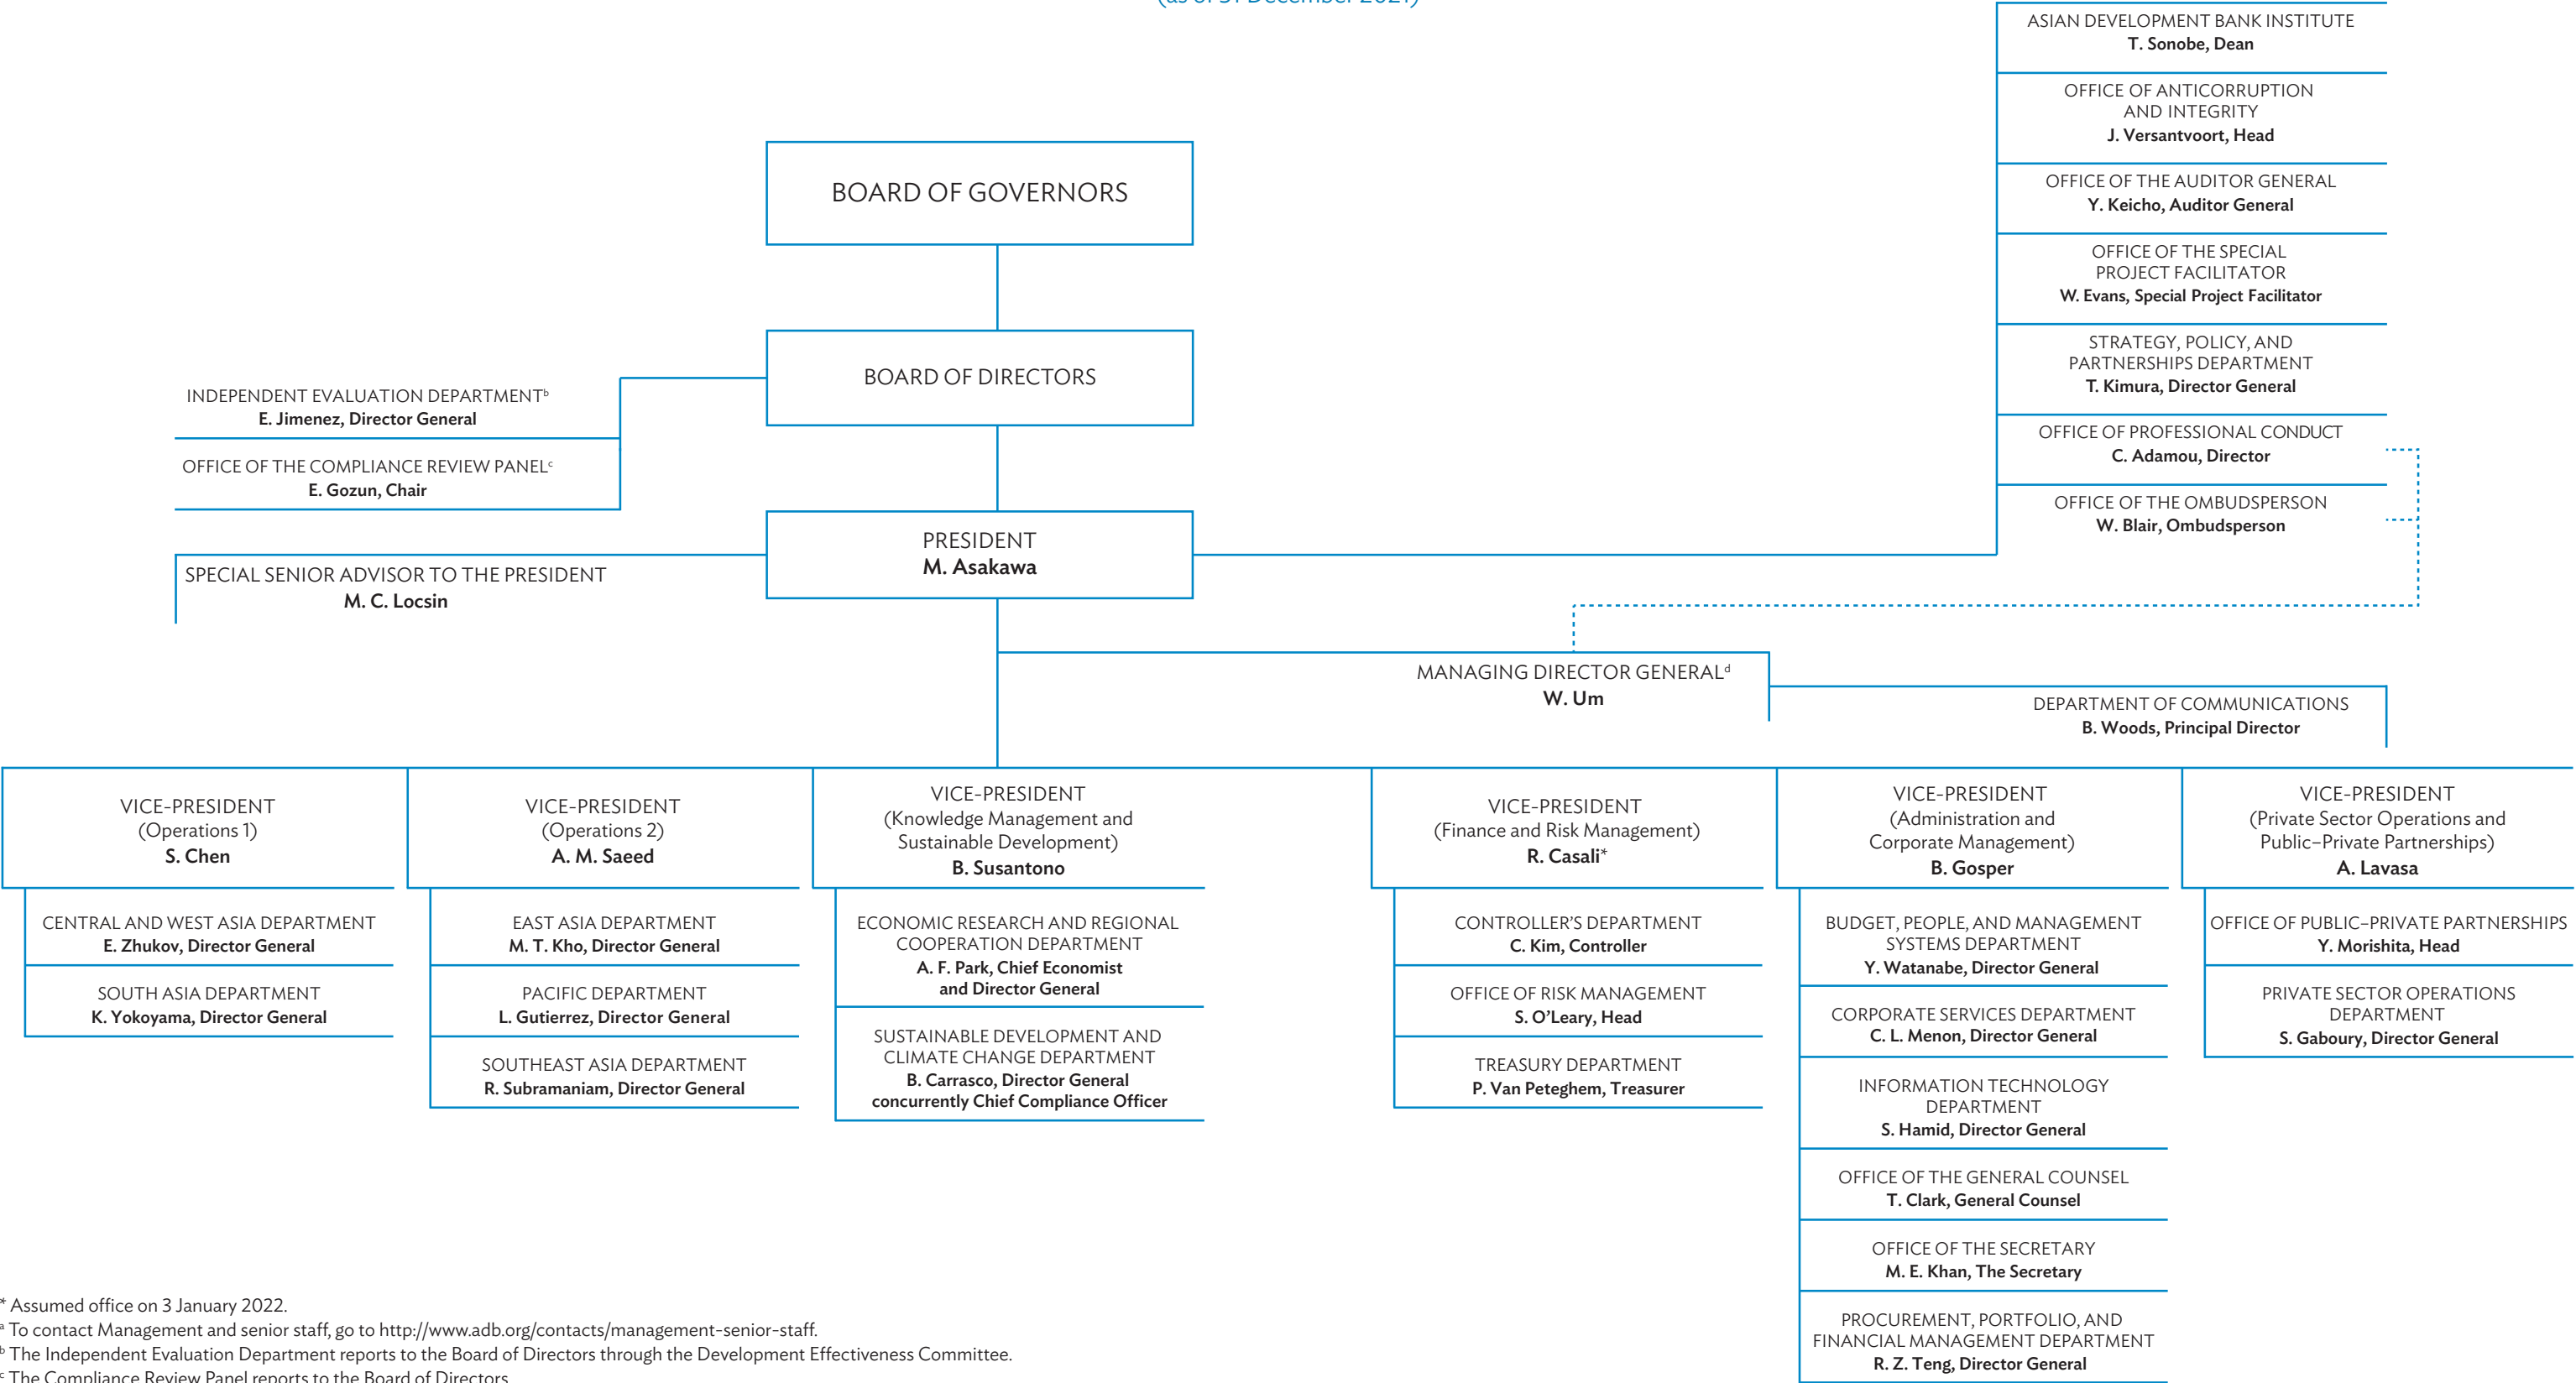 (as of 31 December 2021)
ASIAN DEVELOPMENT BANK INSTITUTE
T. Sonobe, Dean
OFFICE OF ANTICORRUPTION
AND INTEGRITY
J. Versantvoort, Head
OFFICE OF THE AUDITOR GENERAL
Y. Keicho, Auditor General
OFFICE OF THE SPECIAL
PROJECT FACILITATOR
W. Evans, Special Project Facilitator
STRATEGY, POLICY, AND
PARTNERSHIPS DEPARTMENT
T. Kimura, Director General
OFFICE OF PROFESSIONAL CONDUCT
C. Adamou, Director
OFFICE OF THE OMBUDSPERSON
W. Blair, Ombudsperson
BOARD OF GOVERNORS
BOARD OF DIRECTORS
INDEPENDENT EVALUATION DEPARTMENTᵇ
E. Jimenez, Director General
OFFICE OF THE COMPLIANCE REVIEW PANELᶜ
E. Gozun, Chair
PRESIDENT
M. Asakawa
SPECIAL SENIOR ADVISOR TO THE PRESIDENT
M. C. Locsin
MANAGING DIRECTOR GENERALᵈ
W. Um
DEPARTMENT OF COMMUNICATIONS
B. Woods, Principal Director
VICE-PRESIDENT
(Operations 1)
S. Chen
CENTRAL AND WEST ASIA DEPARTMENT
E. Zhukov, Director General
SOUTH ASIA DEPARTMENT
K. Yokoyama, Director General
VICE-PRESIDENT
(Operations 2)
A. M. Saeed
EAST ASIA DEPARTMENT
M. T. Kho, Director General
PACIFIC DEPARTMENT
L. Gutierrez, Director General
SOUTHEAST ASIA DEPARTMENT
R. Subramaniam, Director General
VICE-PRESIDENT
(Knowledge Management and
Sustainable Development)
B. Susantono
ECONOMIC RESEARCH AND REGIONAL
COOPERATION DEPARTMENT
A. F. Park, Chief Economist
and Director General
SUSTAINABLE DEVELOPMENT AND
CLIMATE CHANGE DEPARTMENT
B. Carrasco, Director General
concurrently Chief Compliance Officer
VICE-PRESIDENT
(Finance and Risk Management)
R. Casali*
CONTROLLER'S DEPARTMENT
C. Kim, Controller
OFFICE OF RISK MANAGEMENT
S. O'Leary, Head
TREASURY DEPARTMENT
P. Van Peteghem, Treasurer
VICE-PRESIDENT
(Administration and
Corporate Management)
B. Gosper
BUDGET, PEOPLE, AND MANAGEMENT
SYSTEMS DEPARTMENT
Y. Watanabe, Director General
CORPORATE SERVICES DEPARTMENT
C. L. Menon, Director General
INFORMATION TECHNOLOGY
DEPARTMENT
S. Hamid, Director General
OFFICE OF THE GENERAL COUNSEL
T. Clark, General Counsel
OFFICE OF THE SECRETARY
M. E. Khan, The Secretary
PROCUREMENT, PORTFOLIO, AND
FINANCIAL MANAGEMENT DEPARTMENT
R. Z. Teng, Director General
VICE-PRESIDENT
(Private Sector Operations and
Public–Private Partnerships)
A. Lavasa
OFFICE OF PUBLIC–PRIVATE PARTNERSHIPS
Y. Morishita, Head
PRIVATE SECTOR OPERATIONS
DEPARTMENT
S. Gaboury, Director General
* Assumed office on 3 January 2022.
ᵃ To contact Management and senior staff, go to http://www.adb.org/contacts/management-senior-staff.
ᵇ The Independent Evaluation Department reports to the Board of Directors through the Development Effectiveness Committee.
ᶜ The Compliance Review Panel reports to the Board of Directors